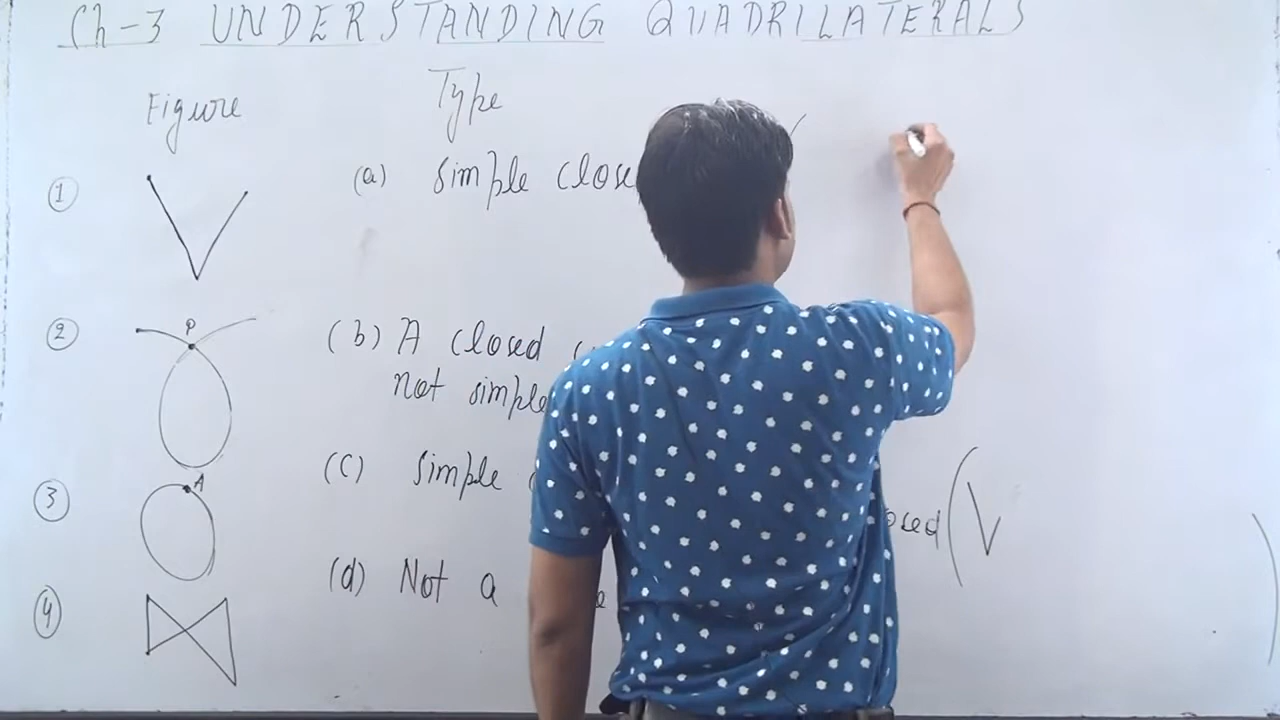 Ch-3 UNDERSTANDING QUADRILATERALS
Figure Type
1 (a) Simple close
2 P (b) A closed
not simple
(c) Simple
3 A osed
(d) Not a
4